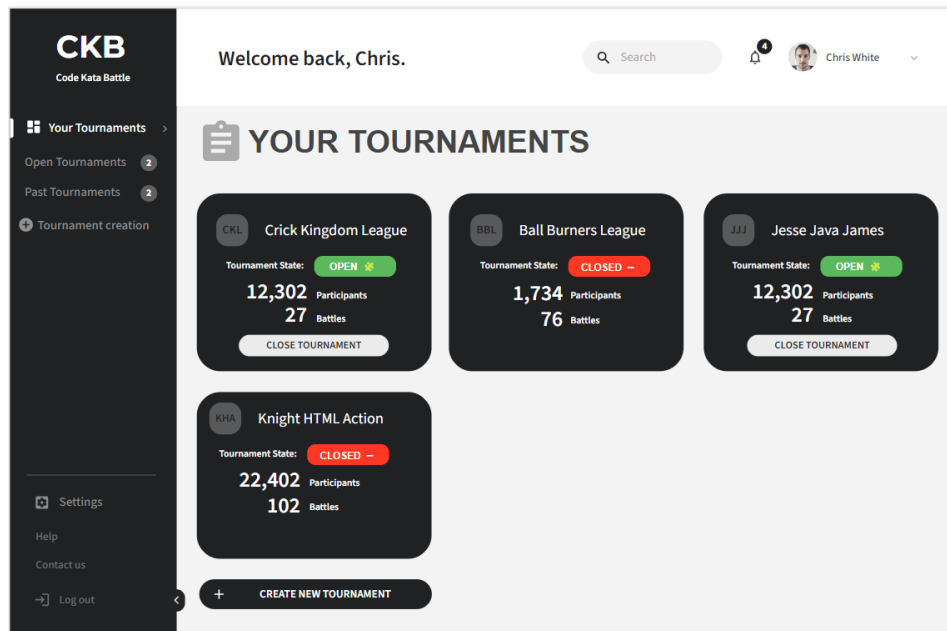 CKB
Code Kata Battle
Your Tournaments
Open Tournaments 2
Past Tournaments 2
Tournament creation
Settings
Help
Contact us
Log out
Welcome back, Chris.
Search
4
Chris White
YOUR TOURNAMENTS
CKL Crick Kingdom League
Tournament State: OPEN
12,302 Participants
27 Battles
CLOSE TOURNAMENT
BBL Ball Burners League
Tournament State: CLOSED –
1,734 Participants
76 Battles
JJJ Jesse Java James
Tournament State: OPEN
12,302 Participants
27 Battles
CLOSE TOURNAMENT
KHA Knight HTML Action
Tournament State: CLOSED –
22,402 Participants
102 Battles
+ CREATE NEW TOURNAMENT